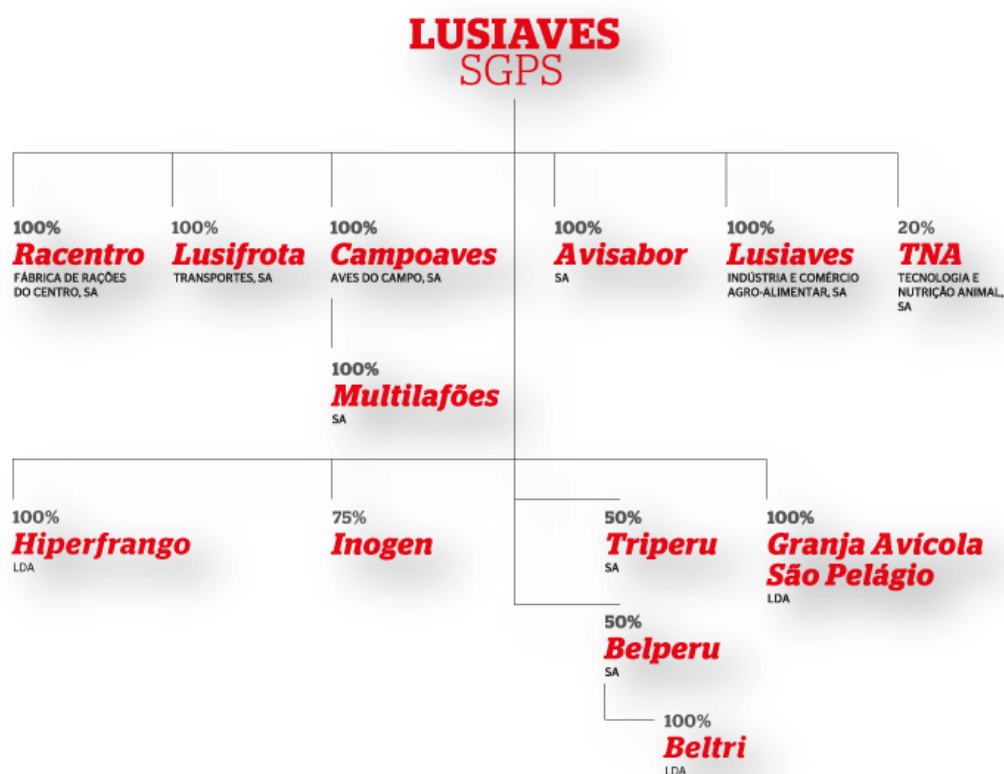 LUSIAVES
SGPS
100%
Racentro
FÁBRICA DE RAÇÕES
DO CENTRO, SA
100%
Lusifrota
TRANSPORTES, SA
100%
Campoaves
AVES DO CAMPO, SA
100%
Avisabor
SA
100%
Lusiaves
INDÚSTRIA E COMÉRCIO
AGRO-ALIMENTAR, SA
20%
TNA
TECNOLOGIA E
NUTRIÇÃO ANIMAL,
SA
100%
Multilafões
SA
100%
Hiperfrango
LDA
75%
Inogen
50%
Triperu
SA
100%
Granja Avícola
São Pelágio
LDA
50%
Belperu
SA
100%
Beltri
LDA